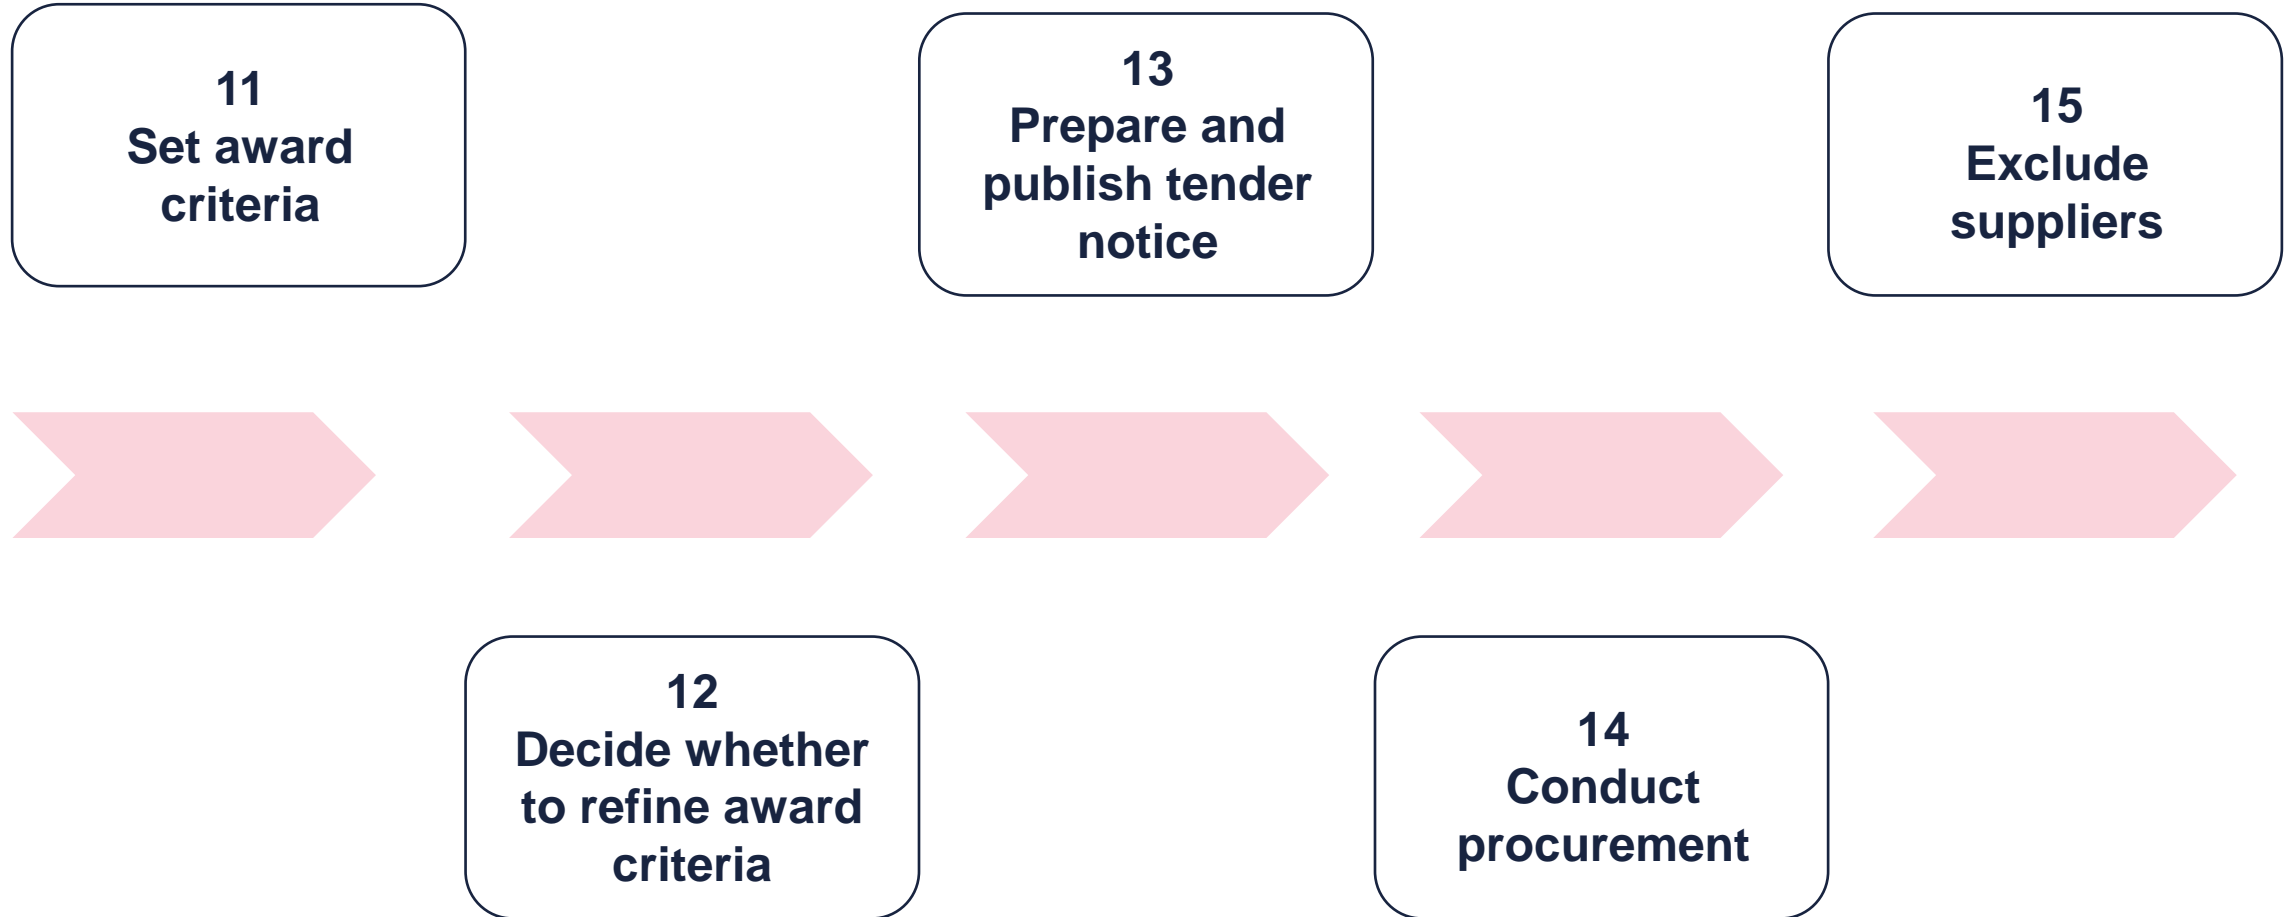 11
Set award
criteria
12
Decide whether
to refine award
criteria
13
Prepare and
publish tender
notice
14
Conduct
procurement
15
Exclude
suppliers